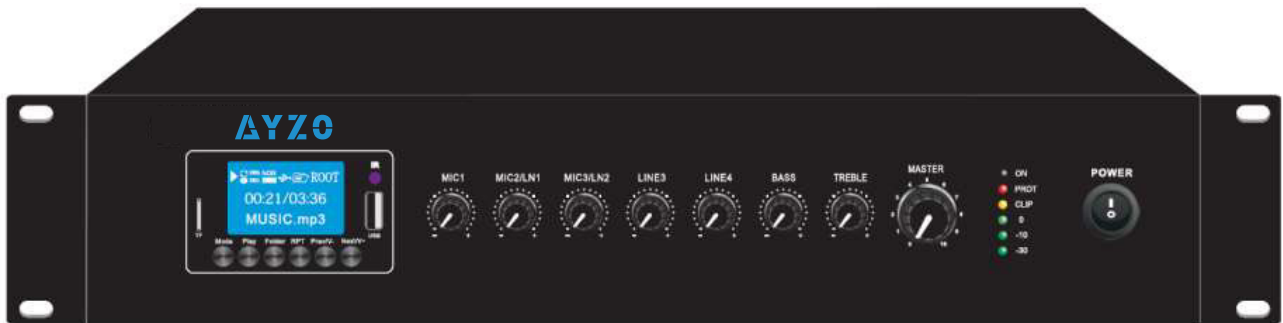 AYZO
ROOT
00:21/03:36
MUSIC.mp3
IR
TF
USB
Mode Play Folder RPT Prev/V- Next/V+
MIC1 MIC2/LN1 MIC3/LN2 LINE3 LINE4 BASS TREBLE MASTER
ON
PROT
CLIP
0
-10
-30
POWER